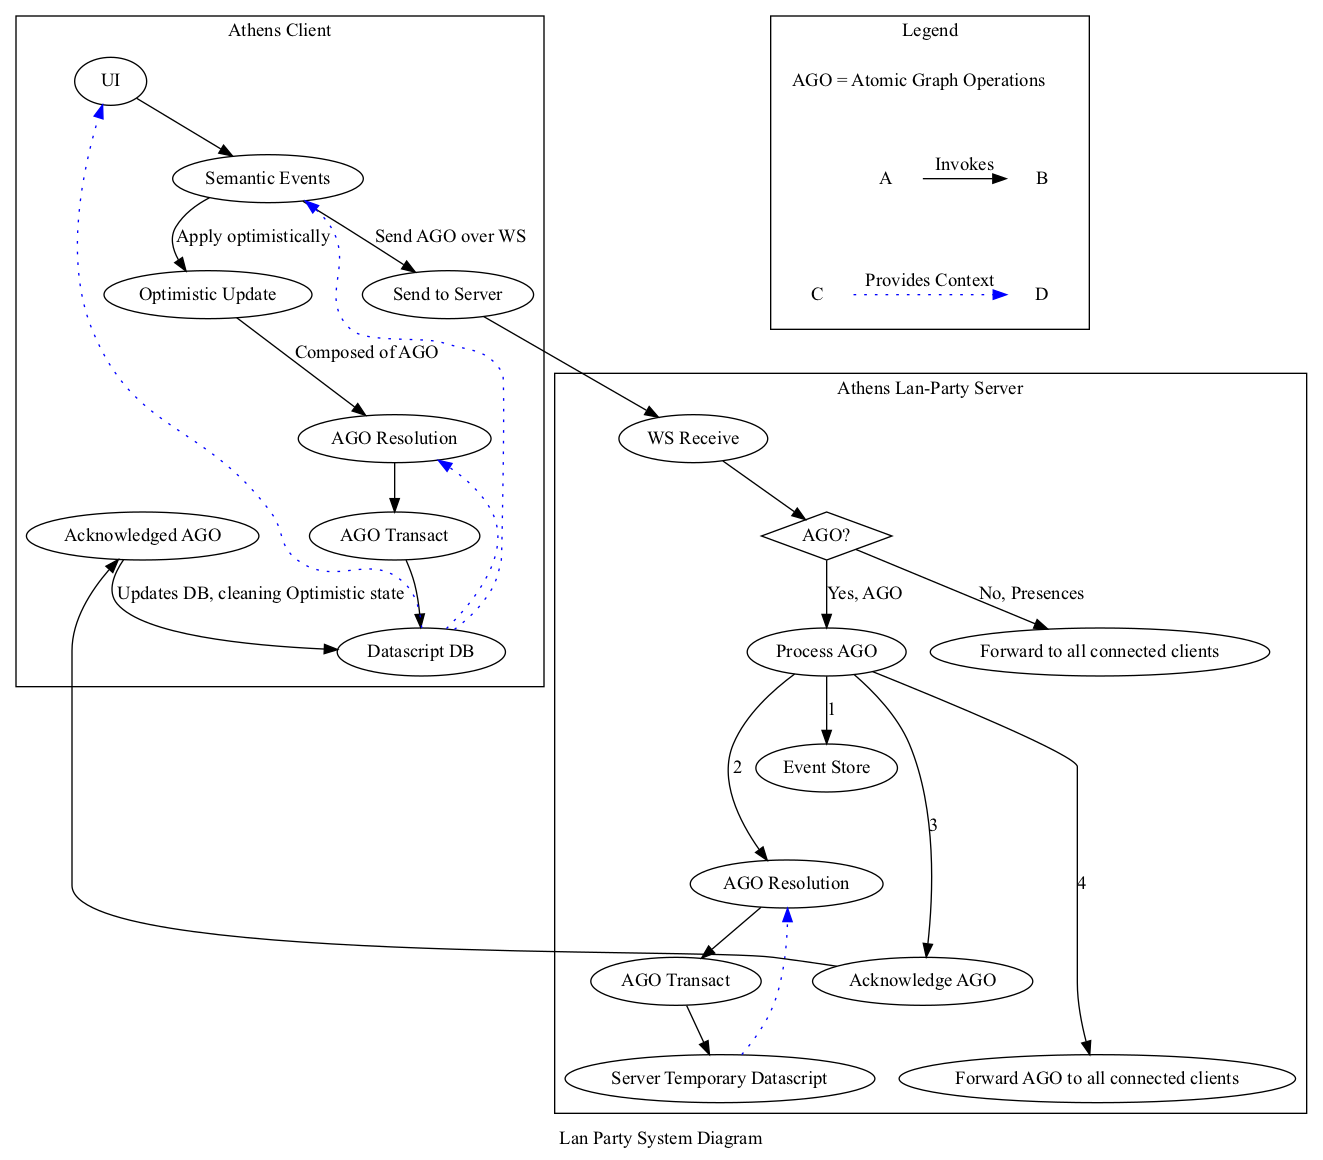 Athens Client
UI
Semantic Events
Apply optimistically
Send AGO over WS
Optimistic Update
Send to Server
Composed of AGO
AGO Resolution
Acknowledged AGO
AGO Transact
Updates DB, cleaning Optimistic state
Datascript DB
Legend
AGO = Atomic Graph Operations
A
Invokes
B
C
Provides Context
D
Athens Lan-Party Server
WS Receive
AGO?
Yes, AGO
No, Presences
Process AGO
Forward to all connected clients
1
2
Event Store
3
AGO Resolution
4
AGO Transact
Acknowledge AGO
Server Temporary Datascript
Forward AGO to all connected clients
Lan Party System Diagram